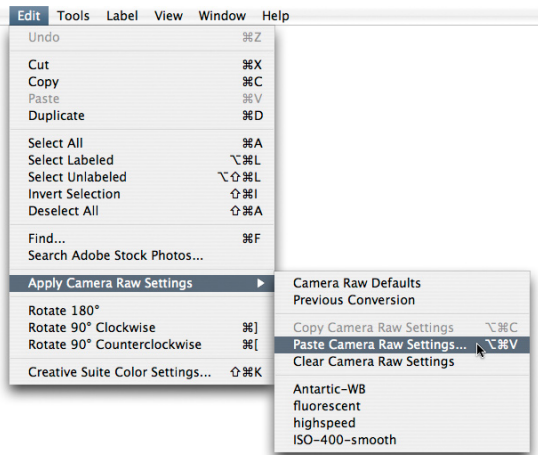 Edit Tools Label View Window Help
Undo ⌘Z
Cut ⌘X
Copy ⌘C
Paste ⌘V
Duplicate ⌘D
Select All ⌘A
Select Labeled ⌥⌘L
Select Unlabeled ⌥⇧⌘L
Invert Selection ⇧⌘I
Deselect All ⇧⌘A
Find... ⌘F
Search Adobe Stock Photos...
Apply Camera Raw Settings
Rotate 180°
Rotate 90° Clockwise ⌘]
Rotate 90° Counterclockwise ⌘[
Creative Suite Color Settings... ⇧⌘K
Camera Raw Defaults
Previous Conversion
Copy Camera Raw Settings ⌥⌘C
Paste Camera Raw Settings... ⌥⌘V
Clear Camera Raw Settings
Antartic-WB
fluorescent
highspeed
ISO-400-smooth